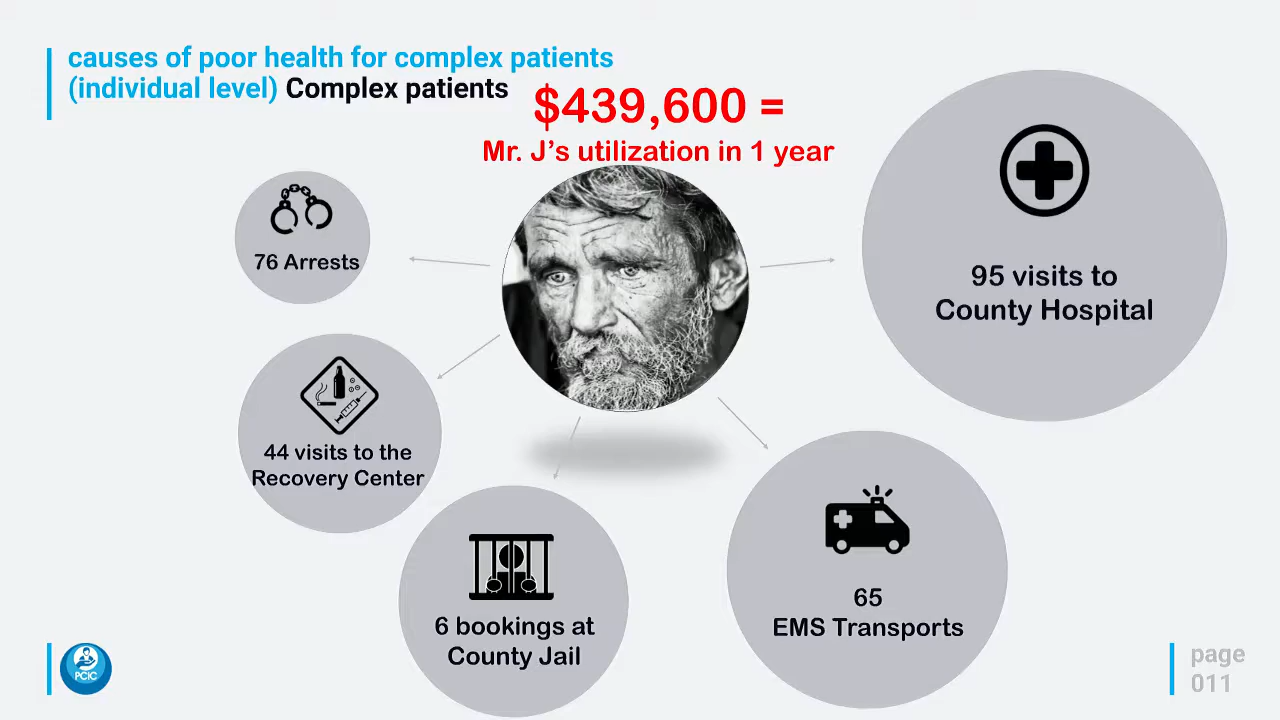 causes of poor health for complex patients
(individual level) Complex patients
$439,600 =
Mr. J’s utilization in 1 year
76 Arrests
95 visits to
County Hospital
44 visits to the
Recovery Center
6 bookings at
County Jail
65
EMS Transports
PCIC
page
011